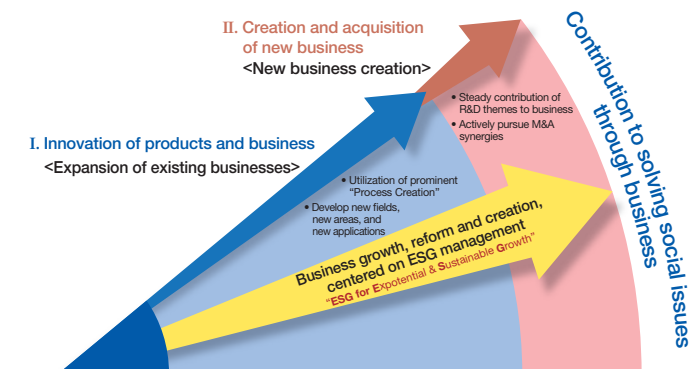 II. Creation and acquisition
of new business
<New business creation>
• Steady contribution of
R&D themes to business
• Actively pursue M&A
synergies
I. Innovation of products and business
<Expansion of existing businesses>
• Utilization of prominent
“Process Creation”
• Develop new fields,
new areas, and
new applications
Business growth, reform and creation,
centered on ESG management
“ESG for Expotential & Sustainable Growth”
Contribution to solving social issues
through business